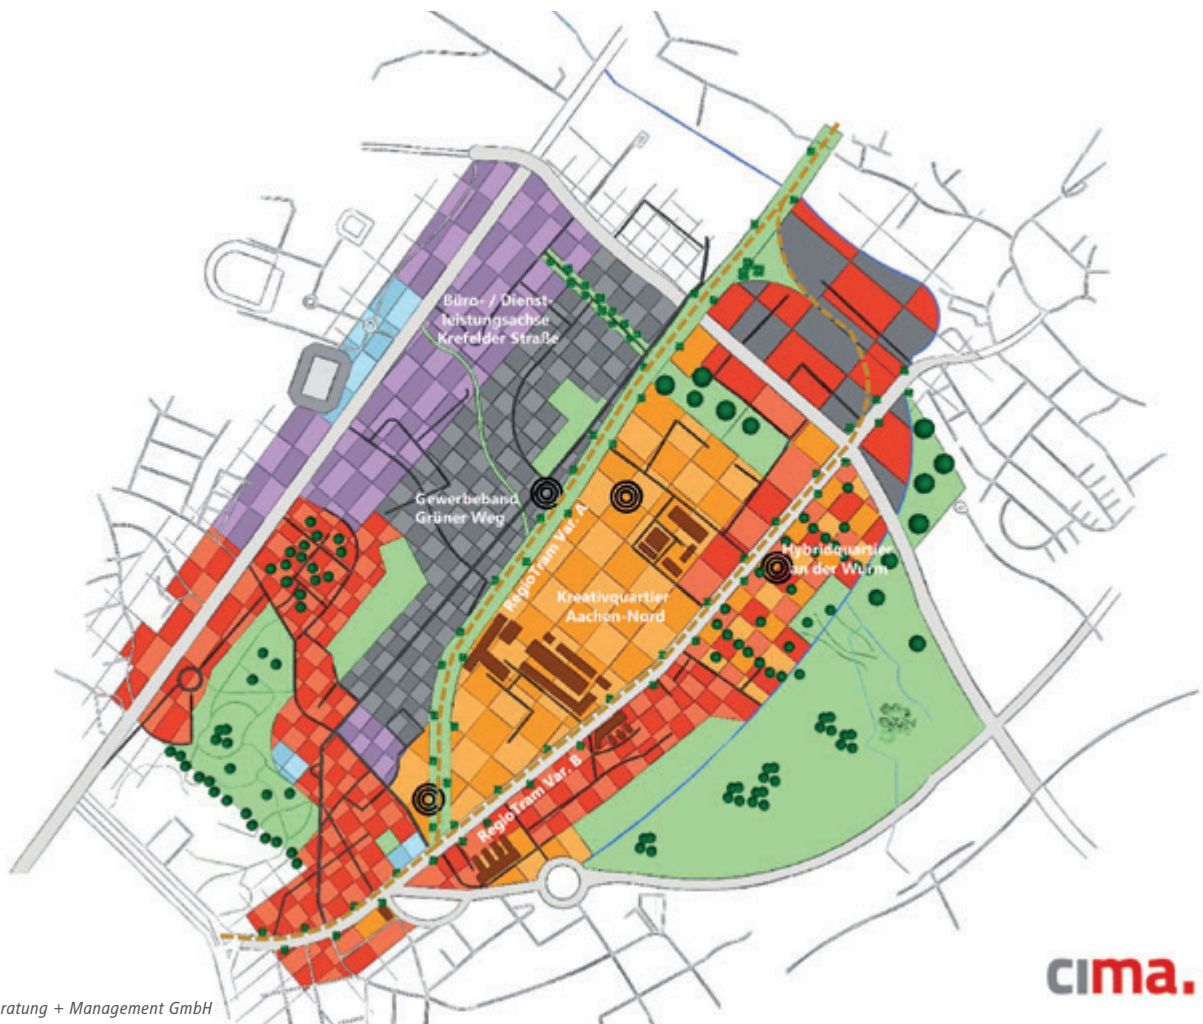 Büro- / Dienst-
leistungsachse
Krefelder Straße
Gewerbeband
Grüner Weg
RegioTram Var. A
Hybridquartier
an der Wurm
Kreativquartier
Aachen-Nord
RegioTram Var. B
cima.
ratung + Management GmbH